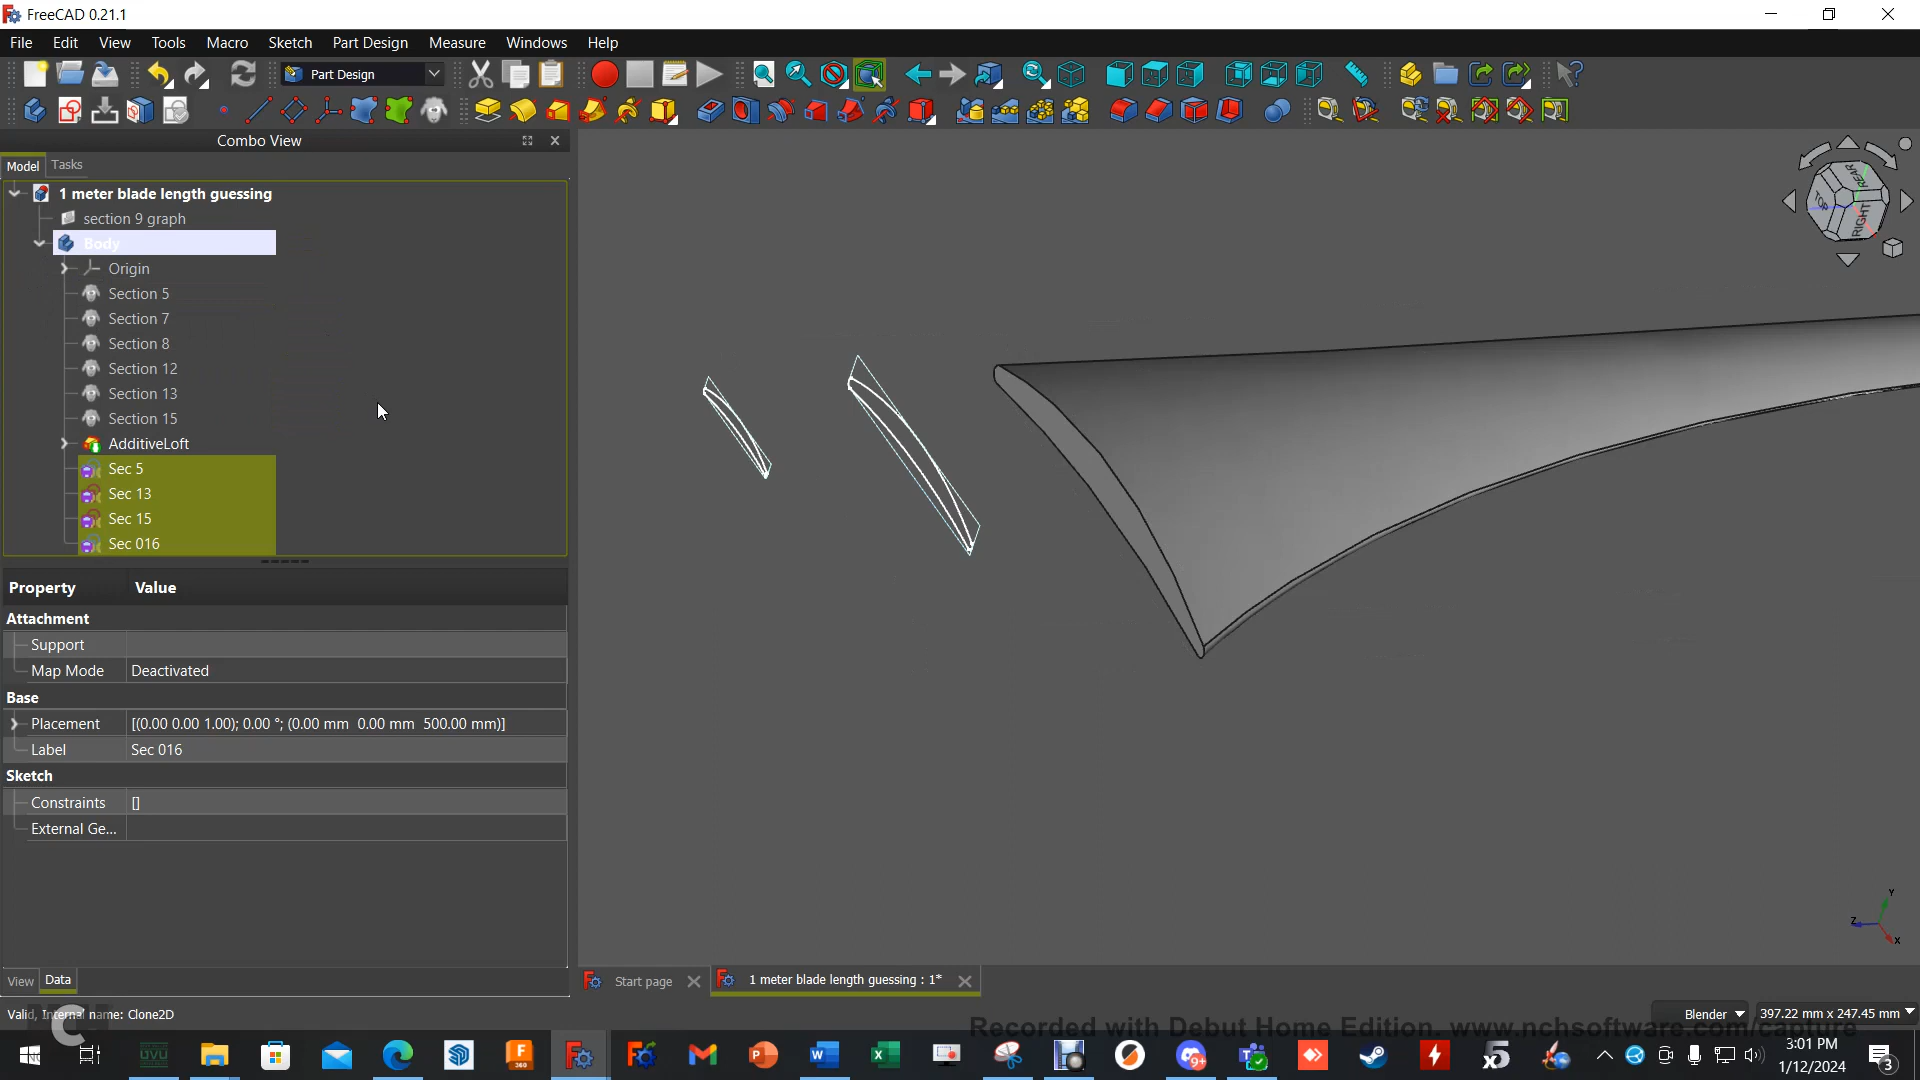 FreeCAD 0.21.1
File Edit View Tools Macro Sketch Part Design Measure Windows Help
Part Design
Combo View
Model Tasks
1 meter blade length guessing
section 9 graph
Body
Origin
Section 5
Section 7
Section 8
Section 12
Section 13
Section 15
AdditiveLoft
Sec 5
Sec 13
Sec 15
Sec 016
Property Value
Attachment
Support
Map Mode Deactivated
Base
Placement [(0.00 0.00 1.00); 0.00 °; (0.00 mm 0.00 mm 500.00 mm)]
Label Sec 016
Sketch
Constraints []
External Ge...
View Data
TOP REAR RIGHT
Y
Z
X
Start page 1 meter blade length guessing : 1*
Valid, Internal name: Clone2D
Blender 397.22 mm x 247.45 mm
Recorded with Debut Home Edition. www.nchsoftware.com/capture
3:01 PM
1/12/2024
3